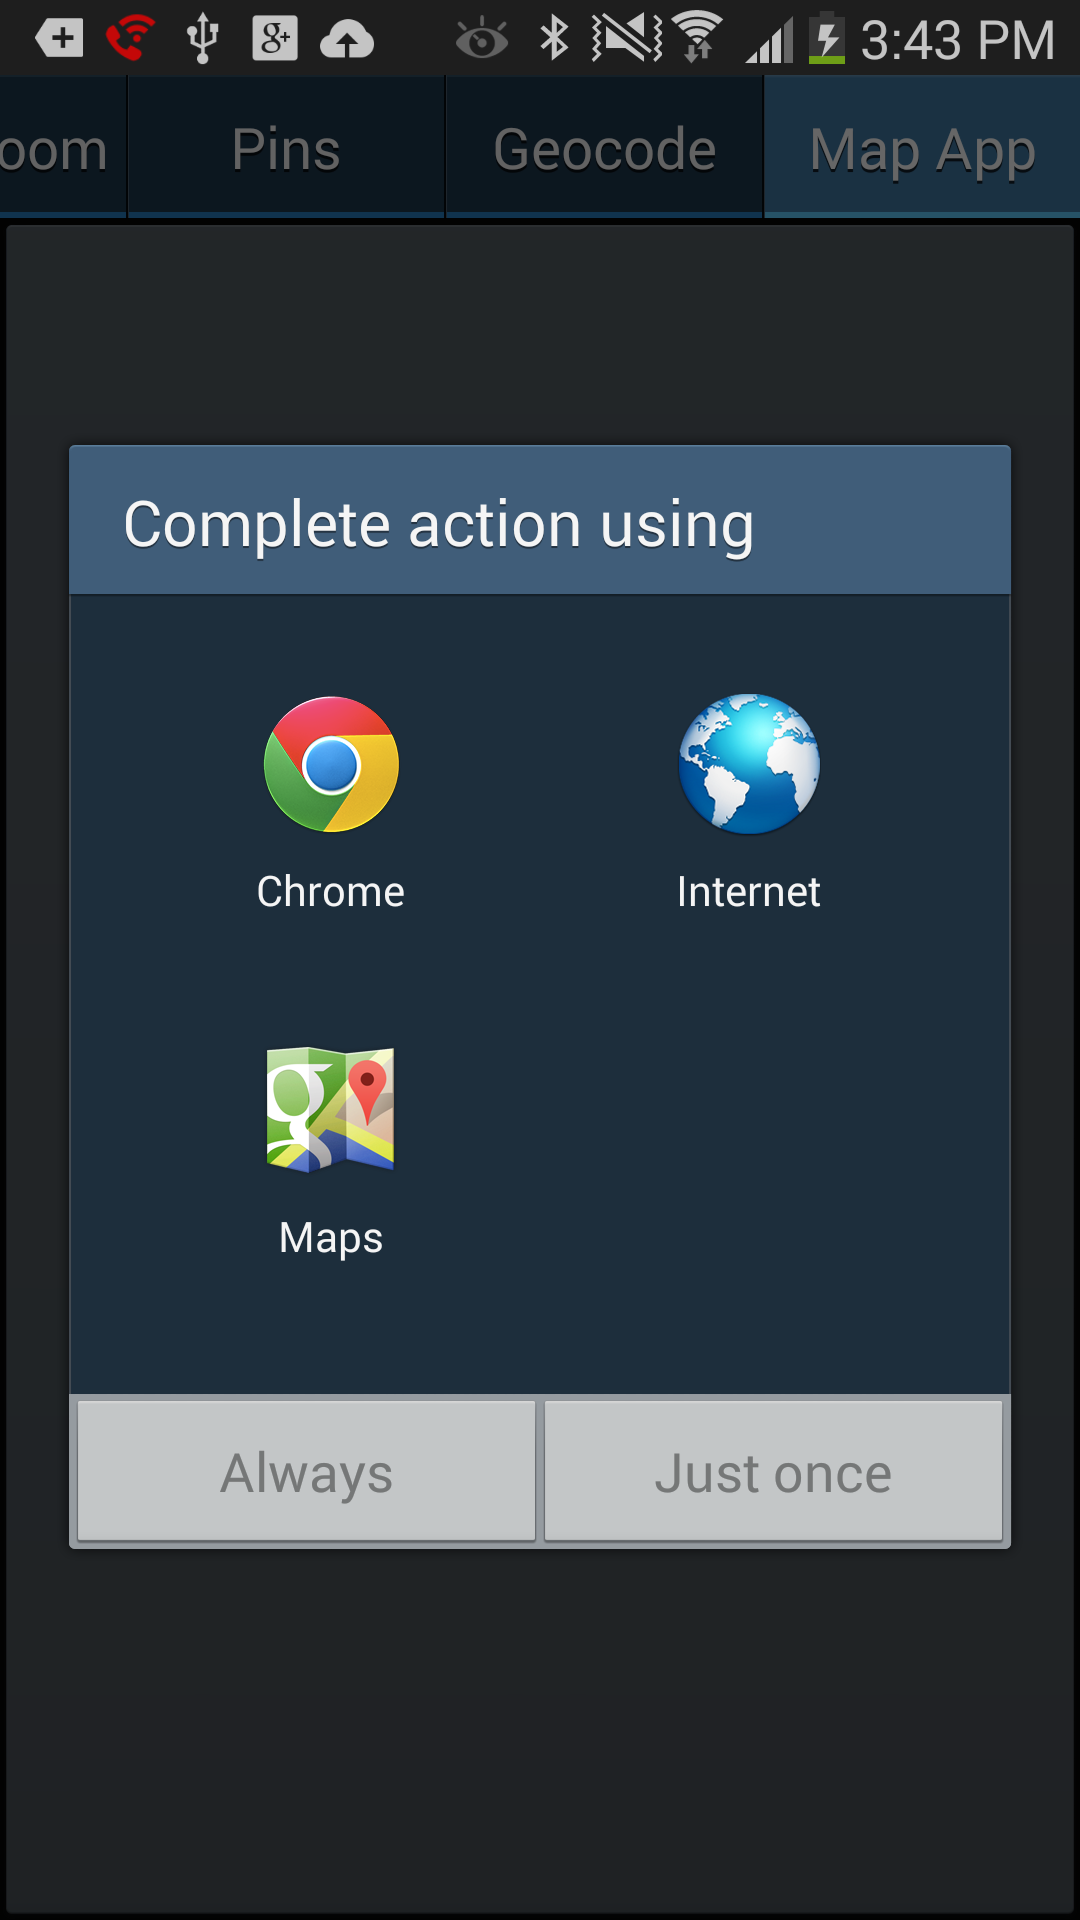 3:43 PM
oom Pins Geocode Map App
Complete action using
Chrome Internet
Maps
Always Just once